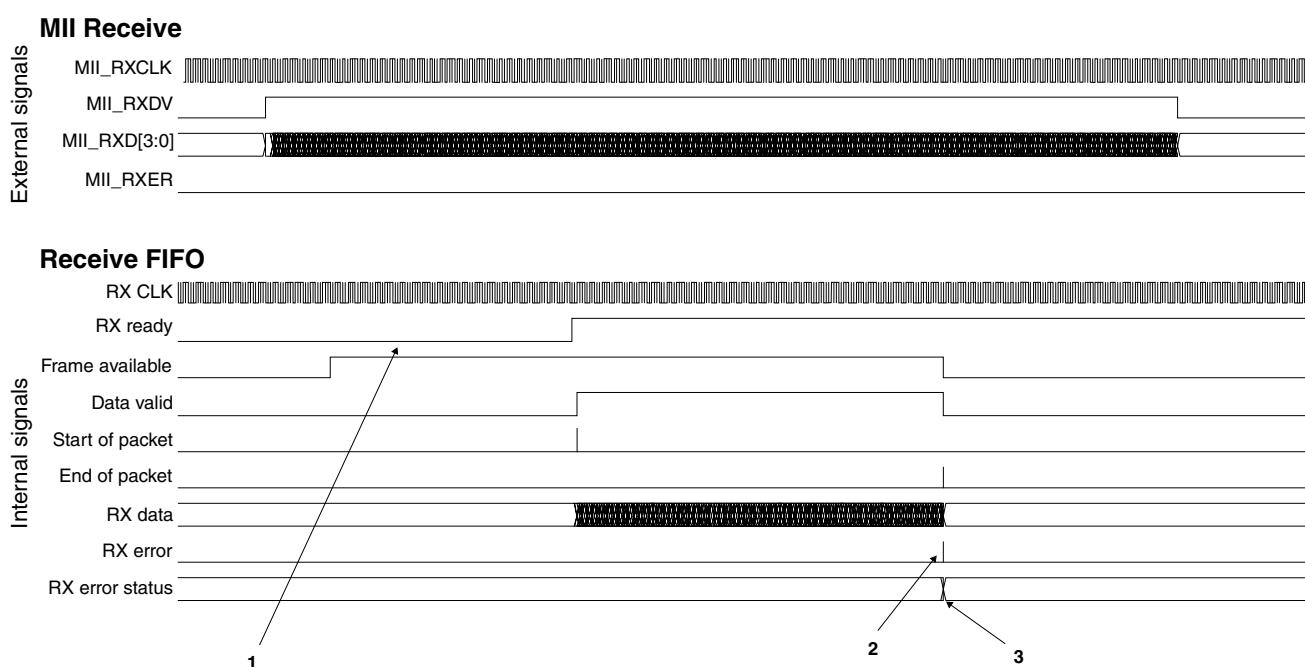 MII Receive
External signals
MII_RXCLK
MII_RXDV
MII_RXD[3:0]
MII_RXER
Receive FIFO
Internal signals
RX CLK
RX ready
Frame available
Data valid
Start of packet
End of packet
RX data
RX error
RX error status
1
2
3